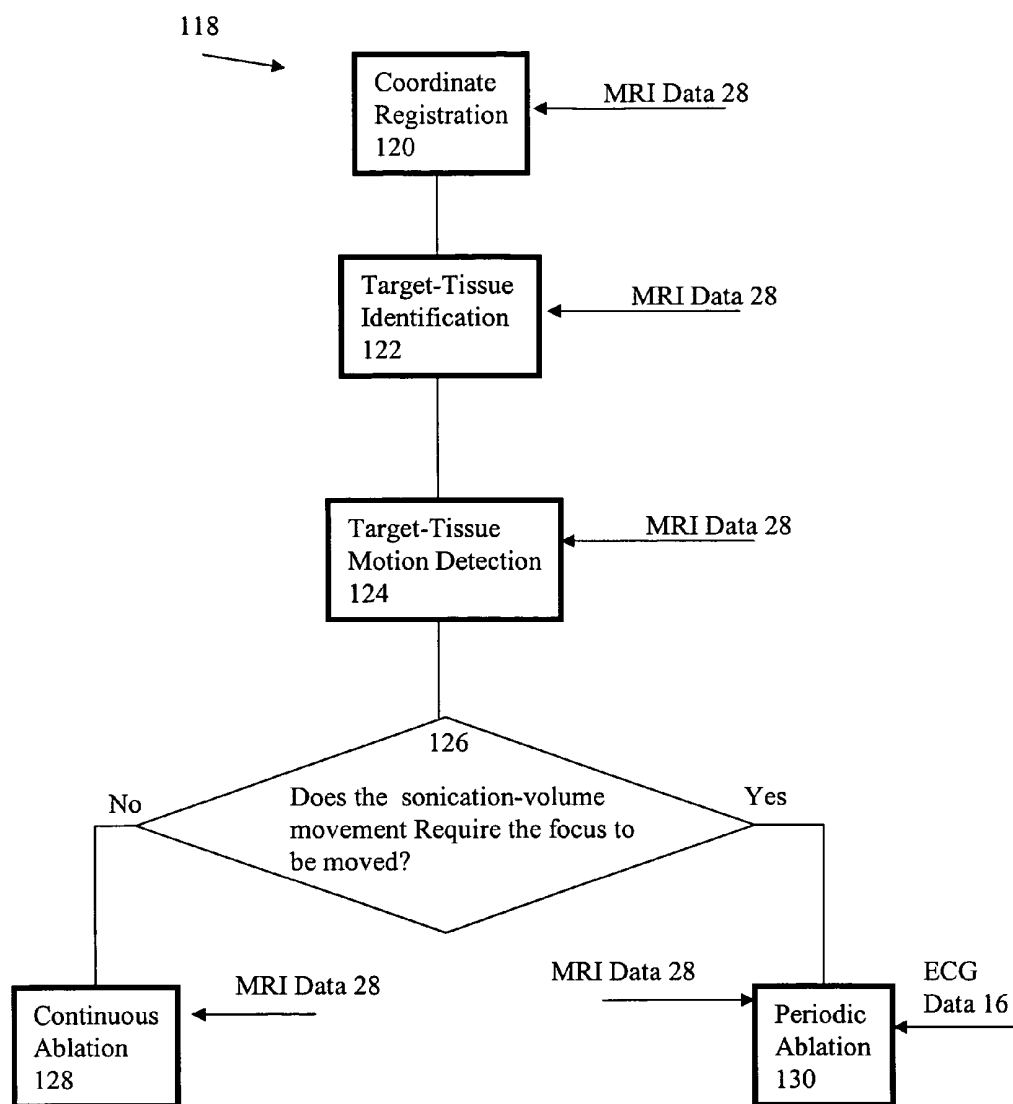 118
Coordinate
Registration
120
MRI Data 28
Target-Tissue
Identification
122
MRI Data 28
Target-Tissue
Motion Detection
124
MRI Data 28
126
No
Does the sonication-volume
movement Require the focus to
be moved?
Yes
Continuous
Ablation
128
MRI Data 28
MRI Data 28
Periodic
Ablation
130
ECG
Data 16